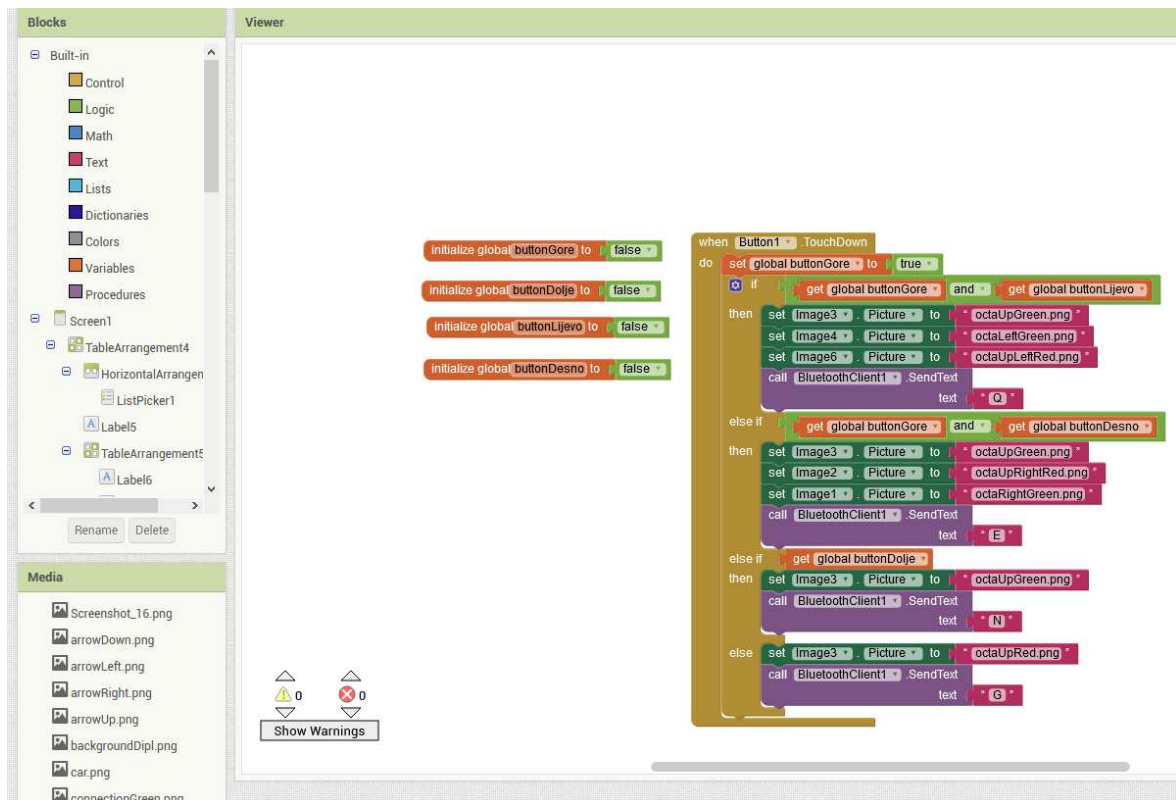 Blocks
Built-in
Control
Logic
Math
Text
Lists
Dictionaries
Colors
Variables
Procedures
Screen1
TableArrangement4
HorizontalArrangen
ListPicker1
Label5
TableArrangement5
Label6
Rename Delete
Media
Screenshot_16.png
arrowDown.png
arrowLeft.png
arrowRight.png
arrowUp.png
backgroundDipl.png
car.png
connectionGreen.png
Viewer
initialize global buttonGore to false
initialize global buttonDolje to false
initialize global buttonLijevo to false
initialize global buttonDesno to false
0 0
Show Warnings
when Button1 .TouchDown
do set global buttonGore to true
if get global buttonGore and get global buttonLijevo
then set Image3 . Picture to " octaUpGreen.png "
set Image4 . Picture to " octaLeftGreen.png "
set Image6 . Picture to " octaUpLeftRed.png "
call BluetoothClient1 .SendText
text " Q "
else if get global buttonGore and get global buttonDesno
then set Image3 . Picture to " octaUpGreen.png "
set Image2 . Picture to " octaUpRightRed.png "
set Image1 . Picture to " octaRightGreen.png "
call BluetoothClient1 .SendText
text " E "
else if get global buttonDolje
then set Image3 . Picture to " octaUpGreen.png "
call BluetoothClient1 .SendText
text " N "
else set Image3 . Picture to " octaUpRed.png "
call BluetoothClient1 .SendText
text " G "